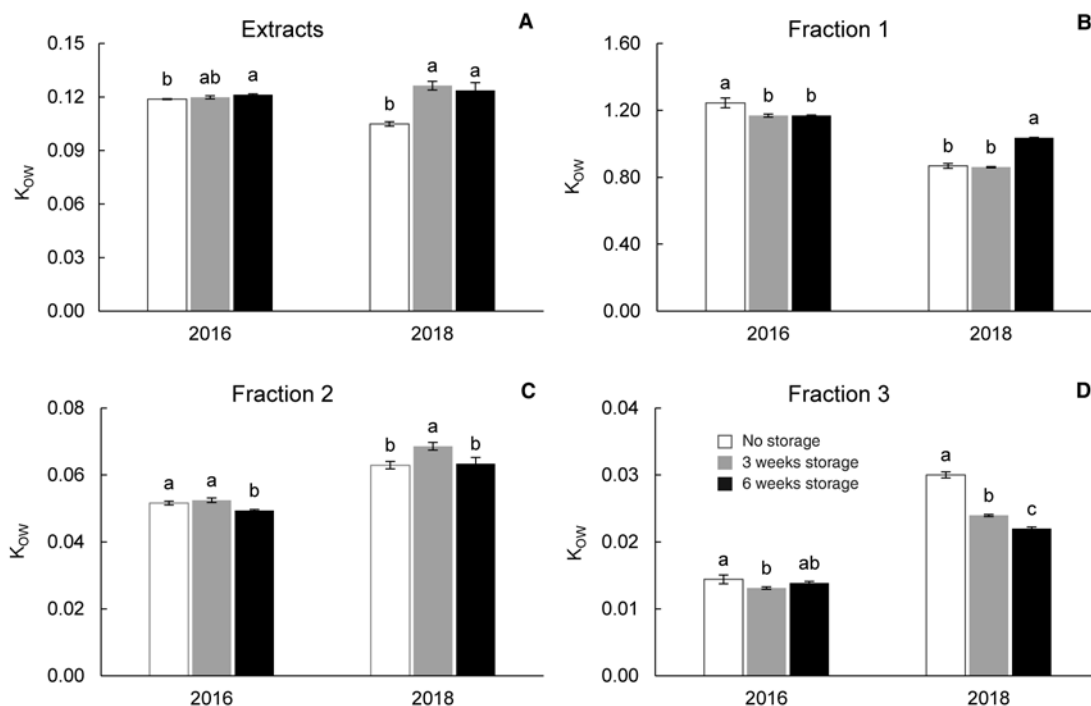 Extracts
A
0.15
0.12
0.09
0.06
0.03
0.00
K_OW
b ab a
b a a
2016 2018
Fraction 1
B
1.60
1.20
0.80
0.40
0.00
K_OW
a b b
b b a
2016 2018
Fraction 2
C
0.08
0.06
0.04
0.02
0.00
K_OW
a a b
b a b
2016 2018
Fraction 3
D
0.04
0.03
0.02
0.01
0.00
K_OW
No storage
3 weeks storage
6 weeks storage
a b ab
a b c
2016 2018